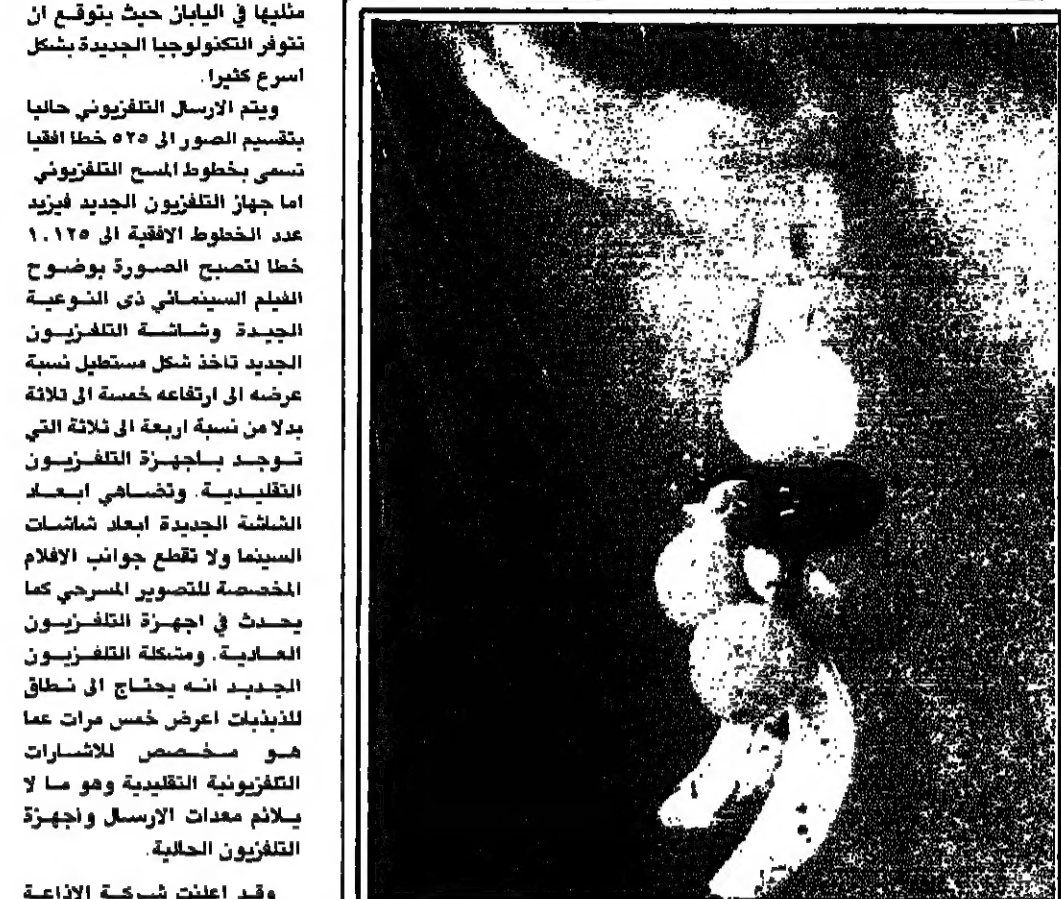 مثليها في اليابان حيث يتوقع ان
تتوفر التكنولوجيا الجديدة بشكل
اسرع كثيرا.
ويتم الارسال التلفزيوني حاليا
بتقسيم الصور الى ٥٢٥ خطا افقيا
تسمى بخطوط المسح التلفزيوني
اما جهاز التلفزيون الجديد فيزيد
عدد الخطوط الافقية الى ١.١٢٥
خطا لتصبح الصورة بوضوح
الفيلم السينمائي ذى النوعية
الجيدة وشاشة التلفزيون
الجديد تاخذ شكل مستطيل نسبة
عرضه الى ارتفاعه خمسة الى ثلاثة
بدلا من نسبة اربعة الى ثلاثة التي
توجد باجهزة التلفزيون
التقليدية. وتضاهي ابعاد
الشاشة الجديدة ابعاد شاشات
السينما ولا تقطع جوانب الافلام
المخصصة للتصوير المسرحي كما
يحدث في اجهزة التلفزيون
العادية. ومشكلة التلفزيون
الجديد انه يحتاج الى نطاق
للذبذبات اعرض خمس مرات عما
هو مخصص للاشارات
التلفزيونية التقليدية وهو ما لا
يلائم معدات الارسال واجهزة
التلفزيون الحالية.
وقد اعلنت شركة الاذاعة